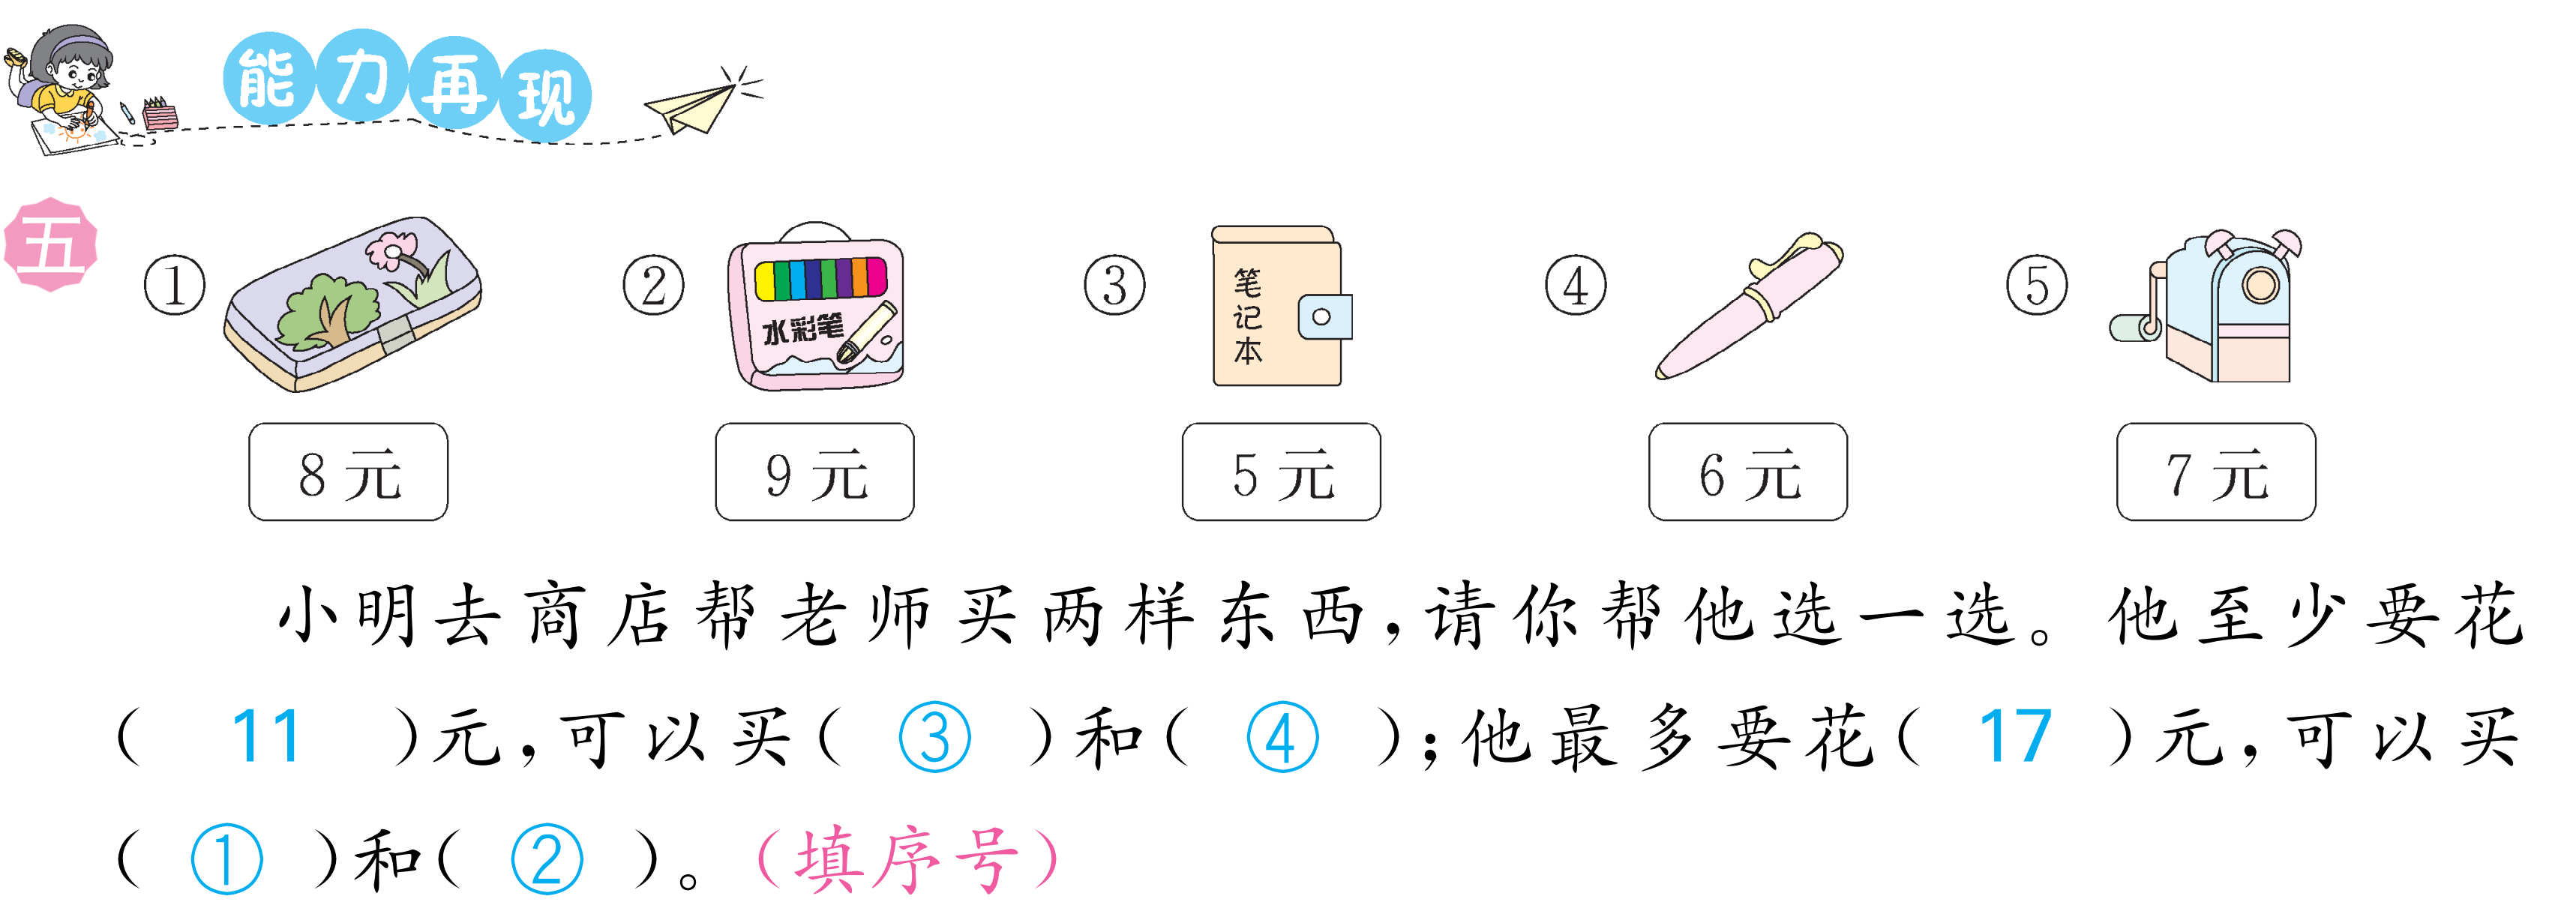 能力再现
五
① ② ③ ④ ⑤
水彩笔
笔记本
8元 9元 5元 6元 7元
小明去商店帮老师买两样东西,请你帮他选一选。他至少要花
( 11 )元,可以买( ③ )和( ④ );他最多要花( 17 )元,可以买
( ① )和( ② )。(填序号)